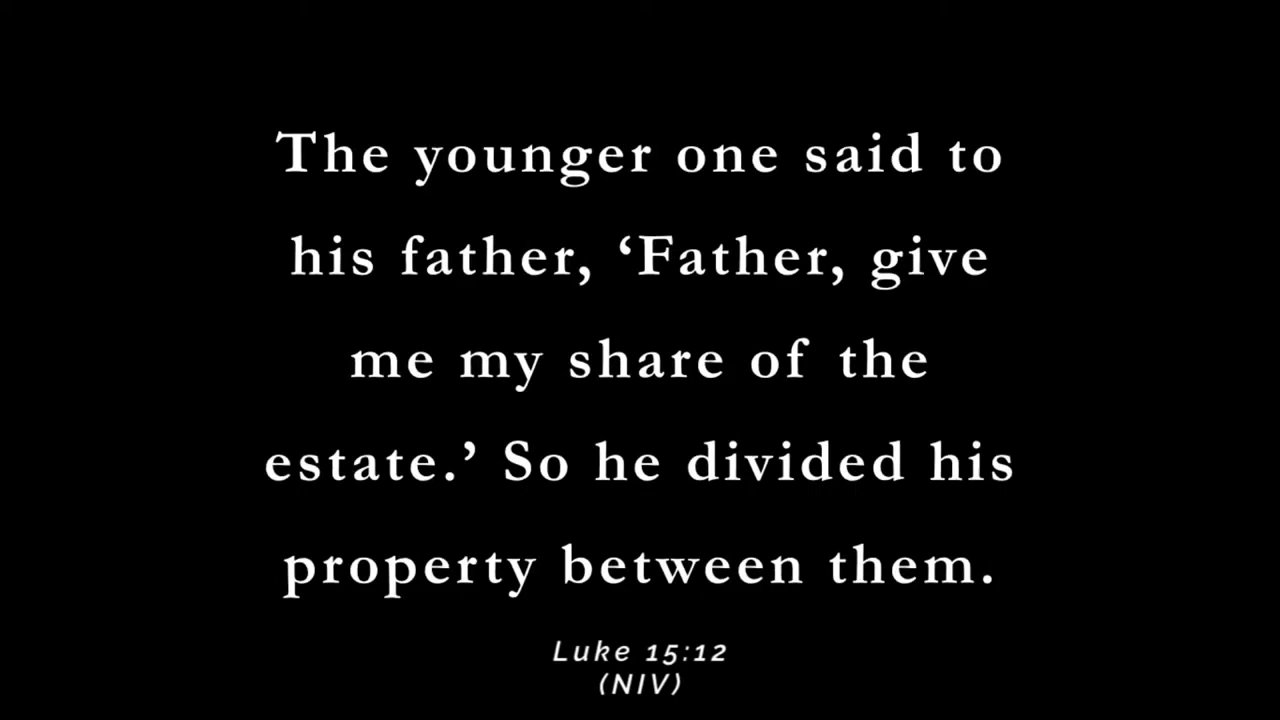 The younger one said to
his father, ‘Father, give
me my share of the
estate.’ So he divided his
property between them.
Luke 15:12
(NIV)